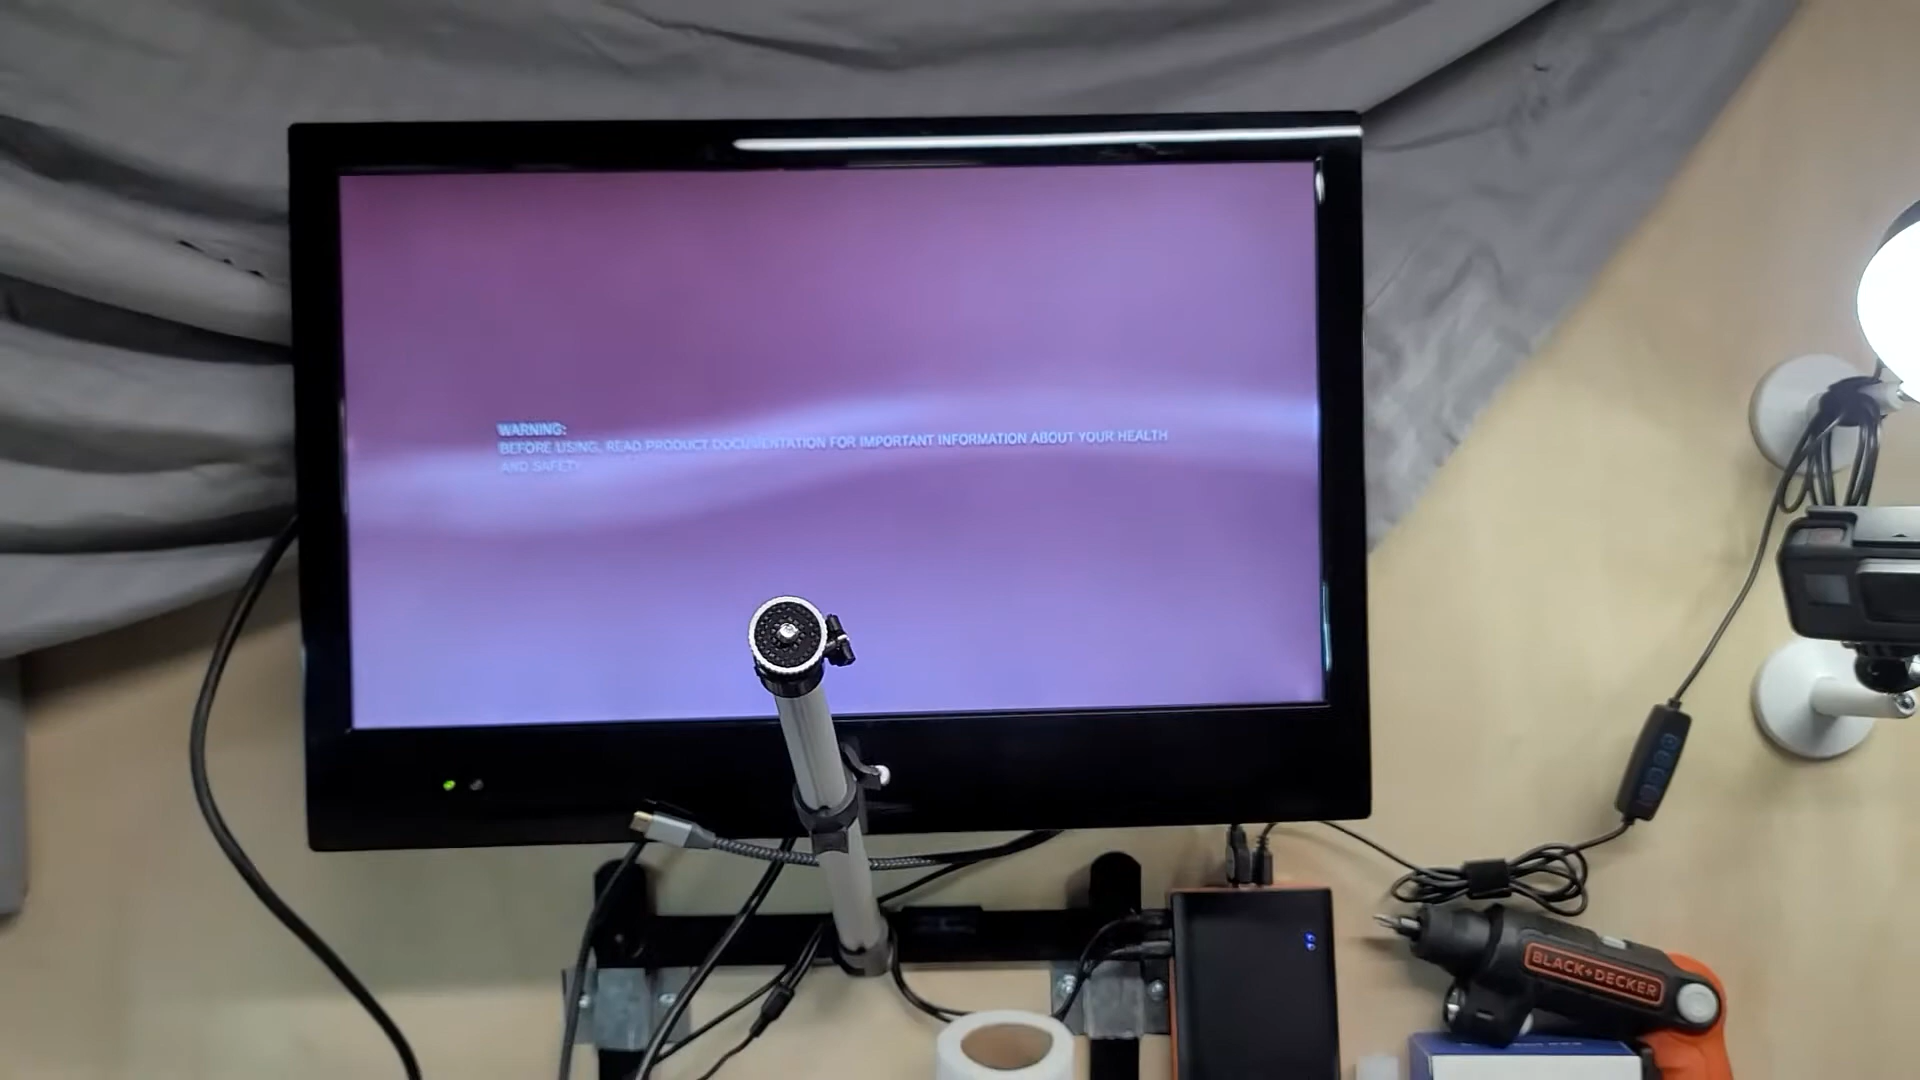 WARNING:
BEFORE USING, READ PRODUCT DOCUMENTATION FOR IMPORTANT INFORMATION ABOUT YOUR HEALTH
AND SAFETY
BLACK+DECKER